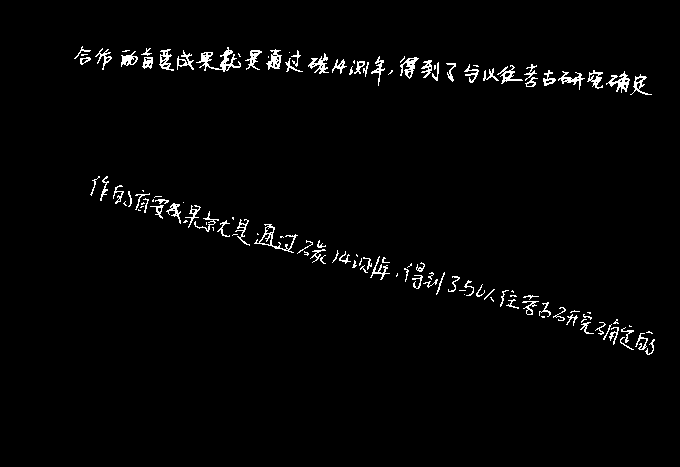 合作的首要成果就是通过碳14测年,得到了与以往考古研究确定
作的首要成果就是通过碳14测年,得到了与以往考古研究确定的